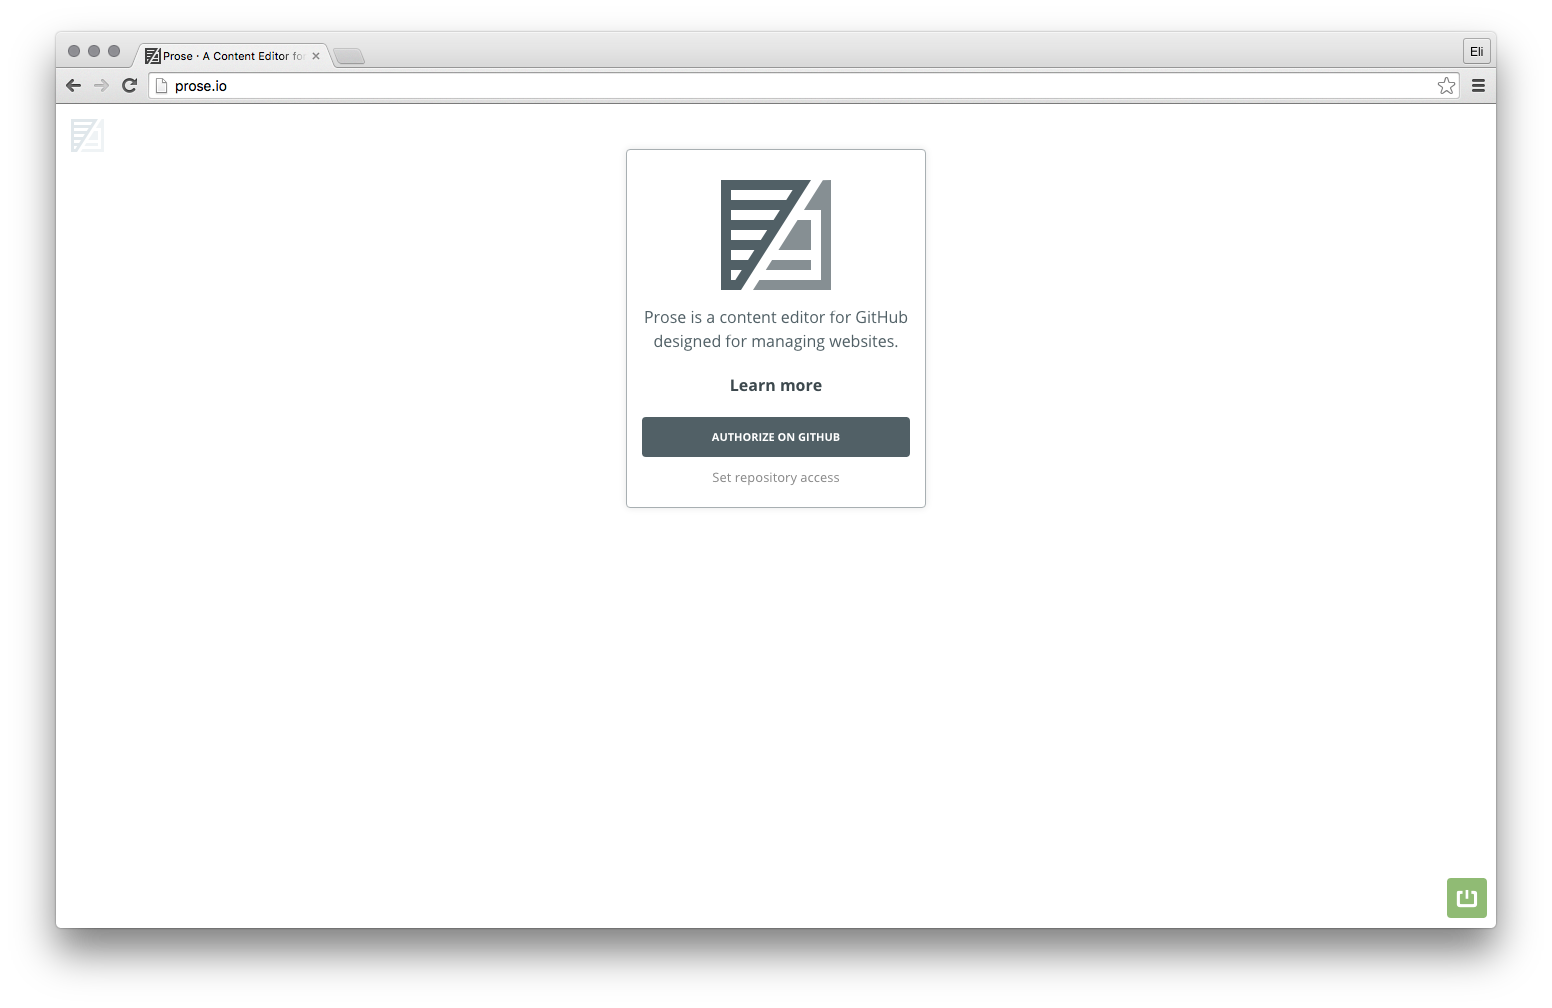 Prose · A Content Editor fo
Eli
prose.io
Prose is a content editor for GitHub
designed for managing websites.
Learn more
AUTHORIZE ON GITHUB
Set repository access